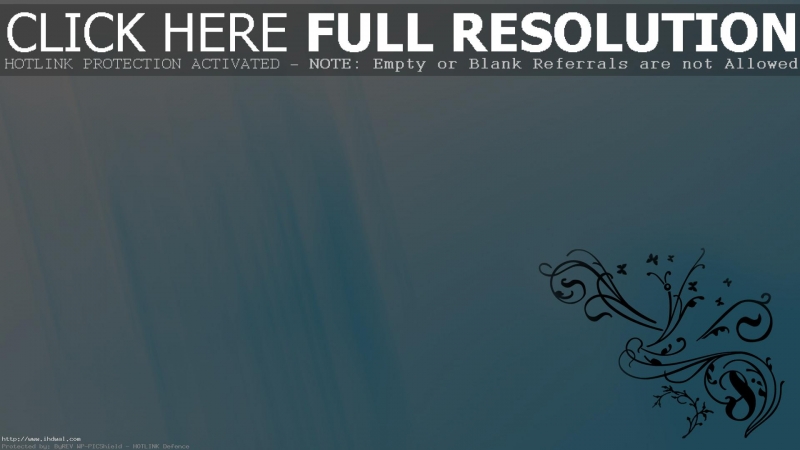 CLICK HERE FULL RESOLUTION
HOTLINK PROTECTION ACTIVATED – NOTE: Empty or Blank Referrals are not Allowed
http://www.ihdwal.com
Protected by: ByREV WP-PICShield - HOTLINK Defence